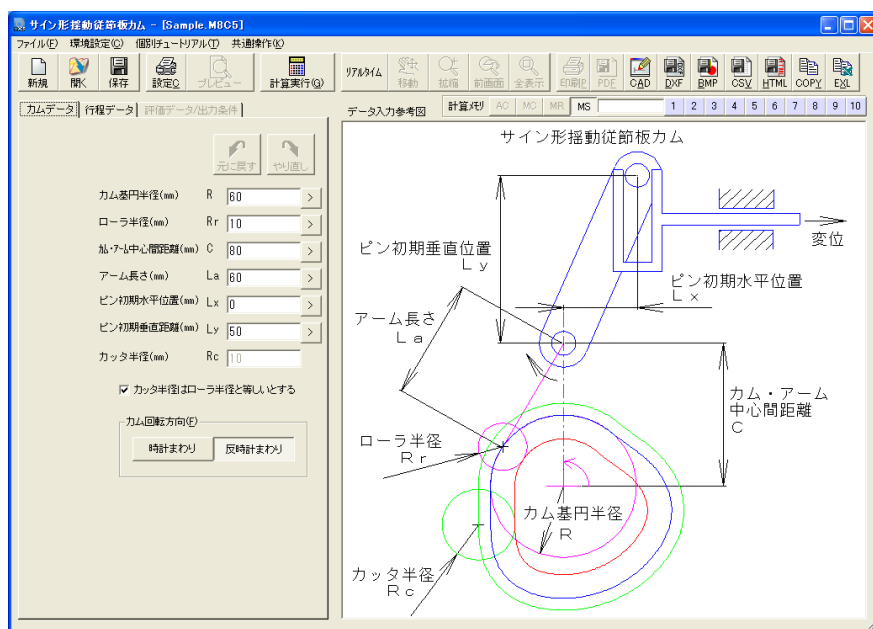 サイン形揺動従節板カム - [Sample.M8C5]
ファイル(F) 環境設定(C) 個別チュートリアル(T) 共通操作(K)
新規 開く 保存 設定C プレビュー 計算実行(G) リアルタイム 移動 拡縮 前画面 全表示 印刷P PDF CAD DXF BMP CSV HTML COPY EXL
カムデータ 行程データ 評価データ/出力条件
データ入力参考図 計算メモリ AC MC MR MS 1 2 3 4 5 6 7 8 9 10
元に戻す やり直し
カム基円半径(mm) R 60 >
ローラ半径(mm) Rr 10 >
カム・アーム中心間距離(mm) C 80 >
アーム長さ(mm) La 60 >
ピン初期水平位置(mm) Lx 0 >
ピン初期垂直距離(mm) Ly 50 >
カッタ半径(mm) Rc 10
カッタ半径はローラ半径と等しいとする
カム回転方向(F)
時計まわり 反時計まわり
サイン形揺動従節板カム
変位
ピン初期垂直位置
Ly
ピン初期水平位置
Lx
アーム長さ
La
カム・アーム
中心間距離
C
ローラ半径
Rr
カム基円半径
R
カッタ半径
Rc